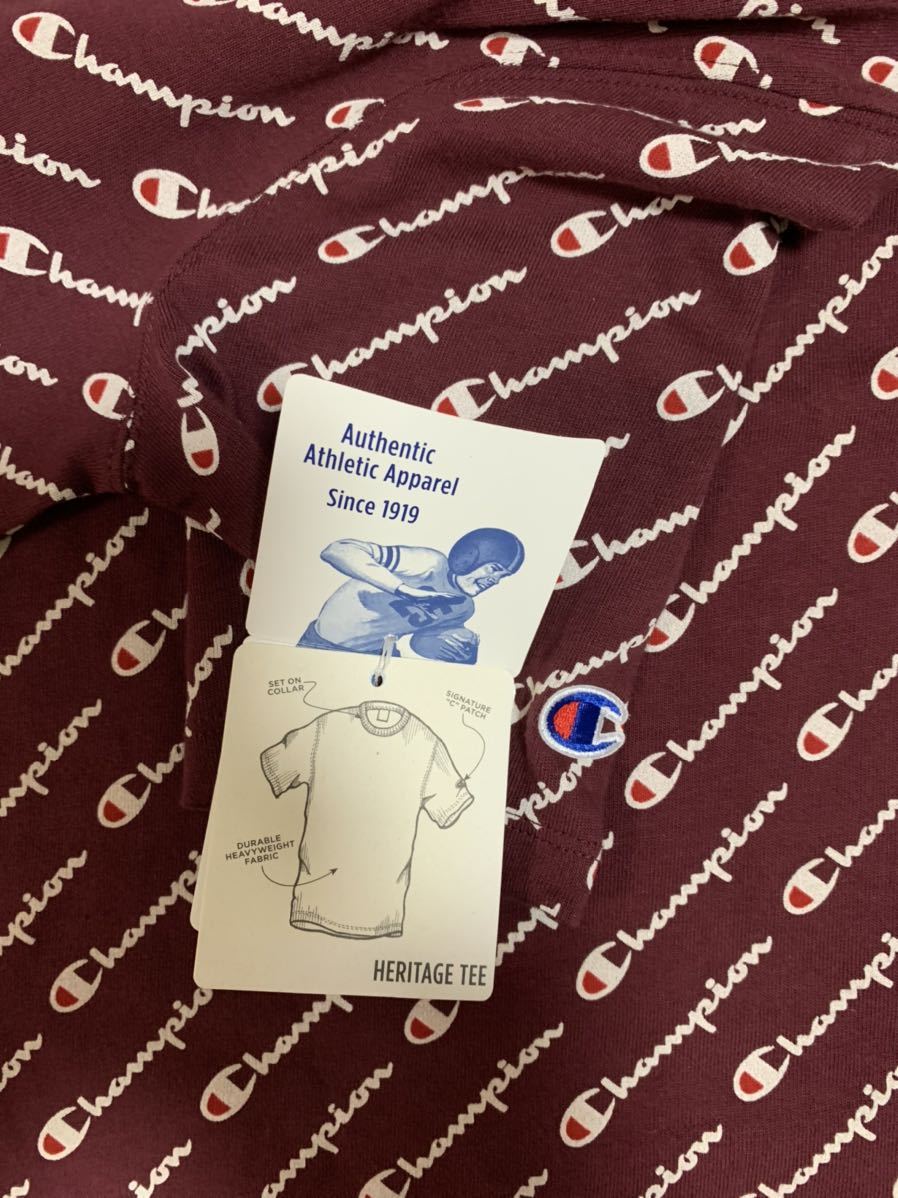 Champion
Authentic
Athletic Apparel
Since 1919
SET ON
COLLAR
SIGNATURE
"C" PATCH
DURABLE
HEAVYWEIGHT
FABRIC
HERITAGE TEE